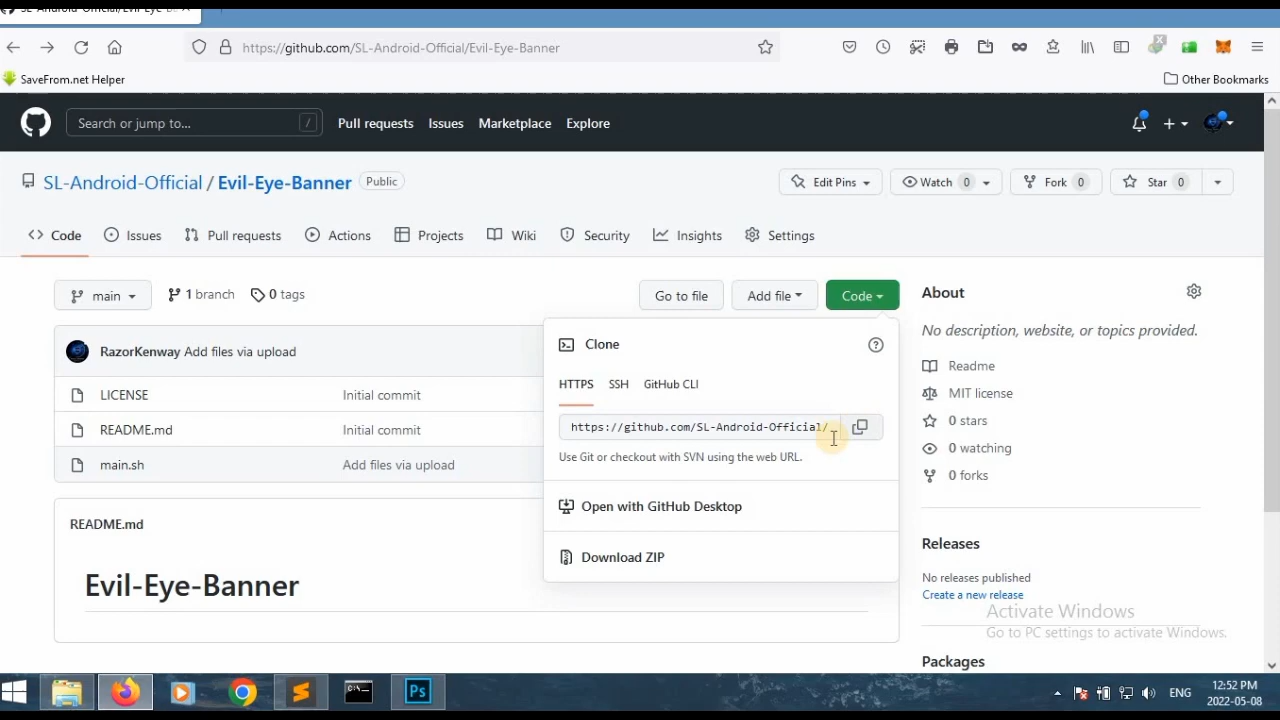 https://github.com/SL-Android-Official/Evil-Eye-Banner
SaveFrom.net Helper
Other Bookmarks
Search or jump to...
/
Pull requests
Issues
Marketplace
Explore
SL-Android-Official / Evil-Eye-Banner
Public
Edit Pins
Watch 0
Fork 0
Star 0
Code
Issues
Pull requests
Actions
Projects
Wiki
Security
Insights
Settings
main
1 branch
0 tags
Go to file
Add file
Code
About
No description, website, or topics provided.
Readme
MIT license
0 stars
0 watching
0 forks
RazorKenway Add files via upload
LICENSE
Initial commit
README.md
Initial commit
main.sh
Add files via upload
Clone
HTTPS
SSH
GitHub CLI
https://github.com/SL-Android-Official/
Use Git or checkout with SVN using the web URL.
Open with GitHub Desktop
Download ZIP
README.md
Evil-Eye-Banner
Releases
No releases published
Create a new release
Activate Windows
Go to PC settings to activate Windows.
Packages
Ps
ENG
12:52 PM
2022-05-08